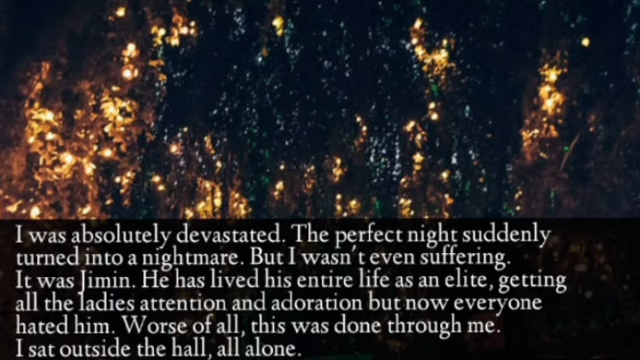 I was absolutely devastated. The perfect night suddenly
turned into a nightmare. But I wasn't even suffering.
It was Jimin. He has lived his entire life as an elite, getting
all the ladies attention and adoration but now everyone
hated him. Worse of all, this was done through me.
I sat outside the hall, all alone.